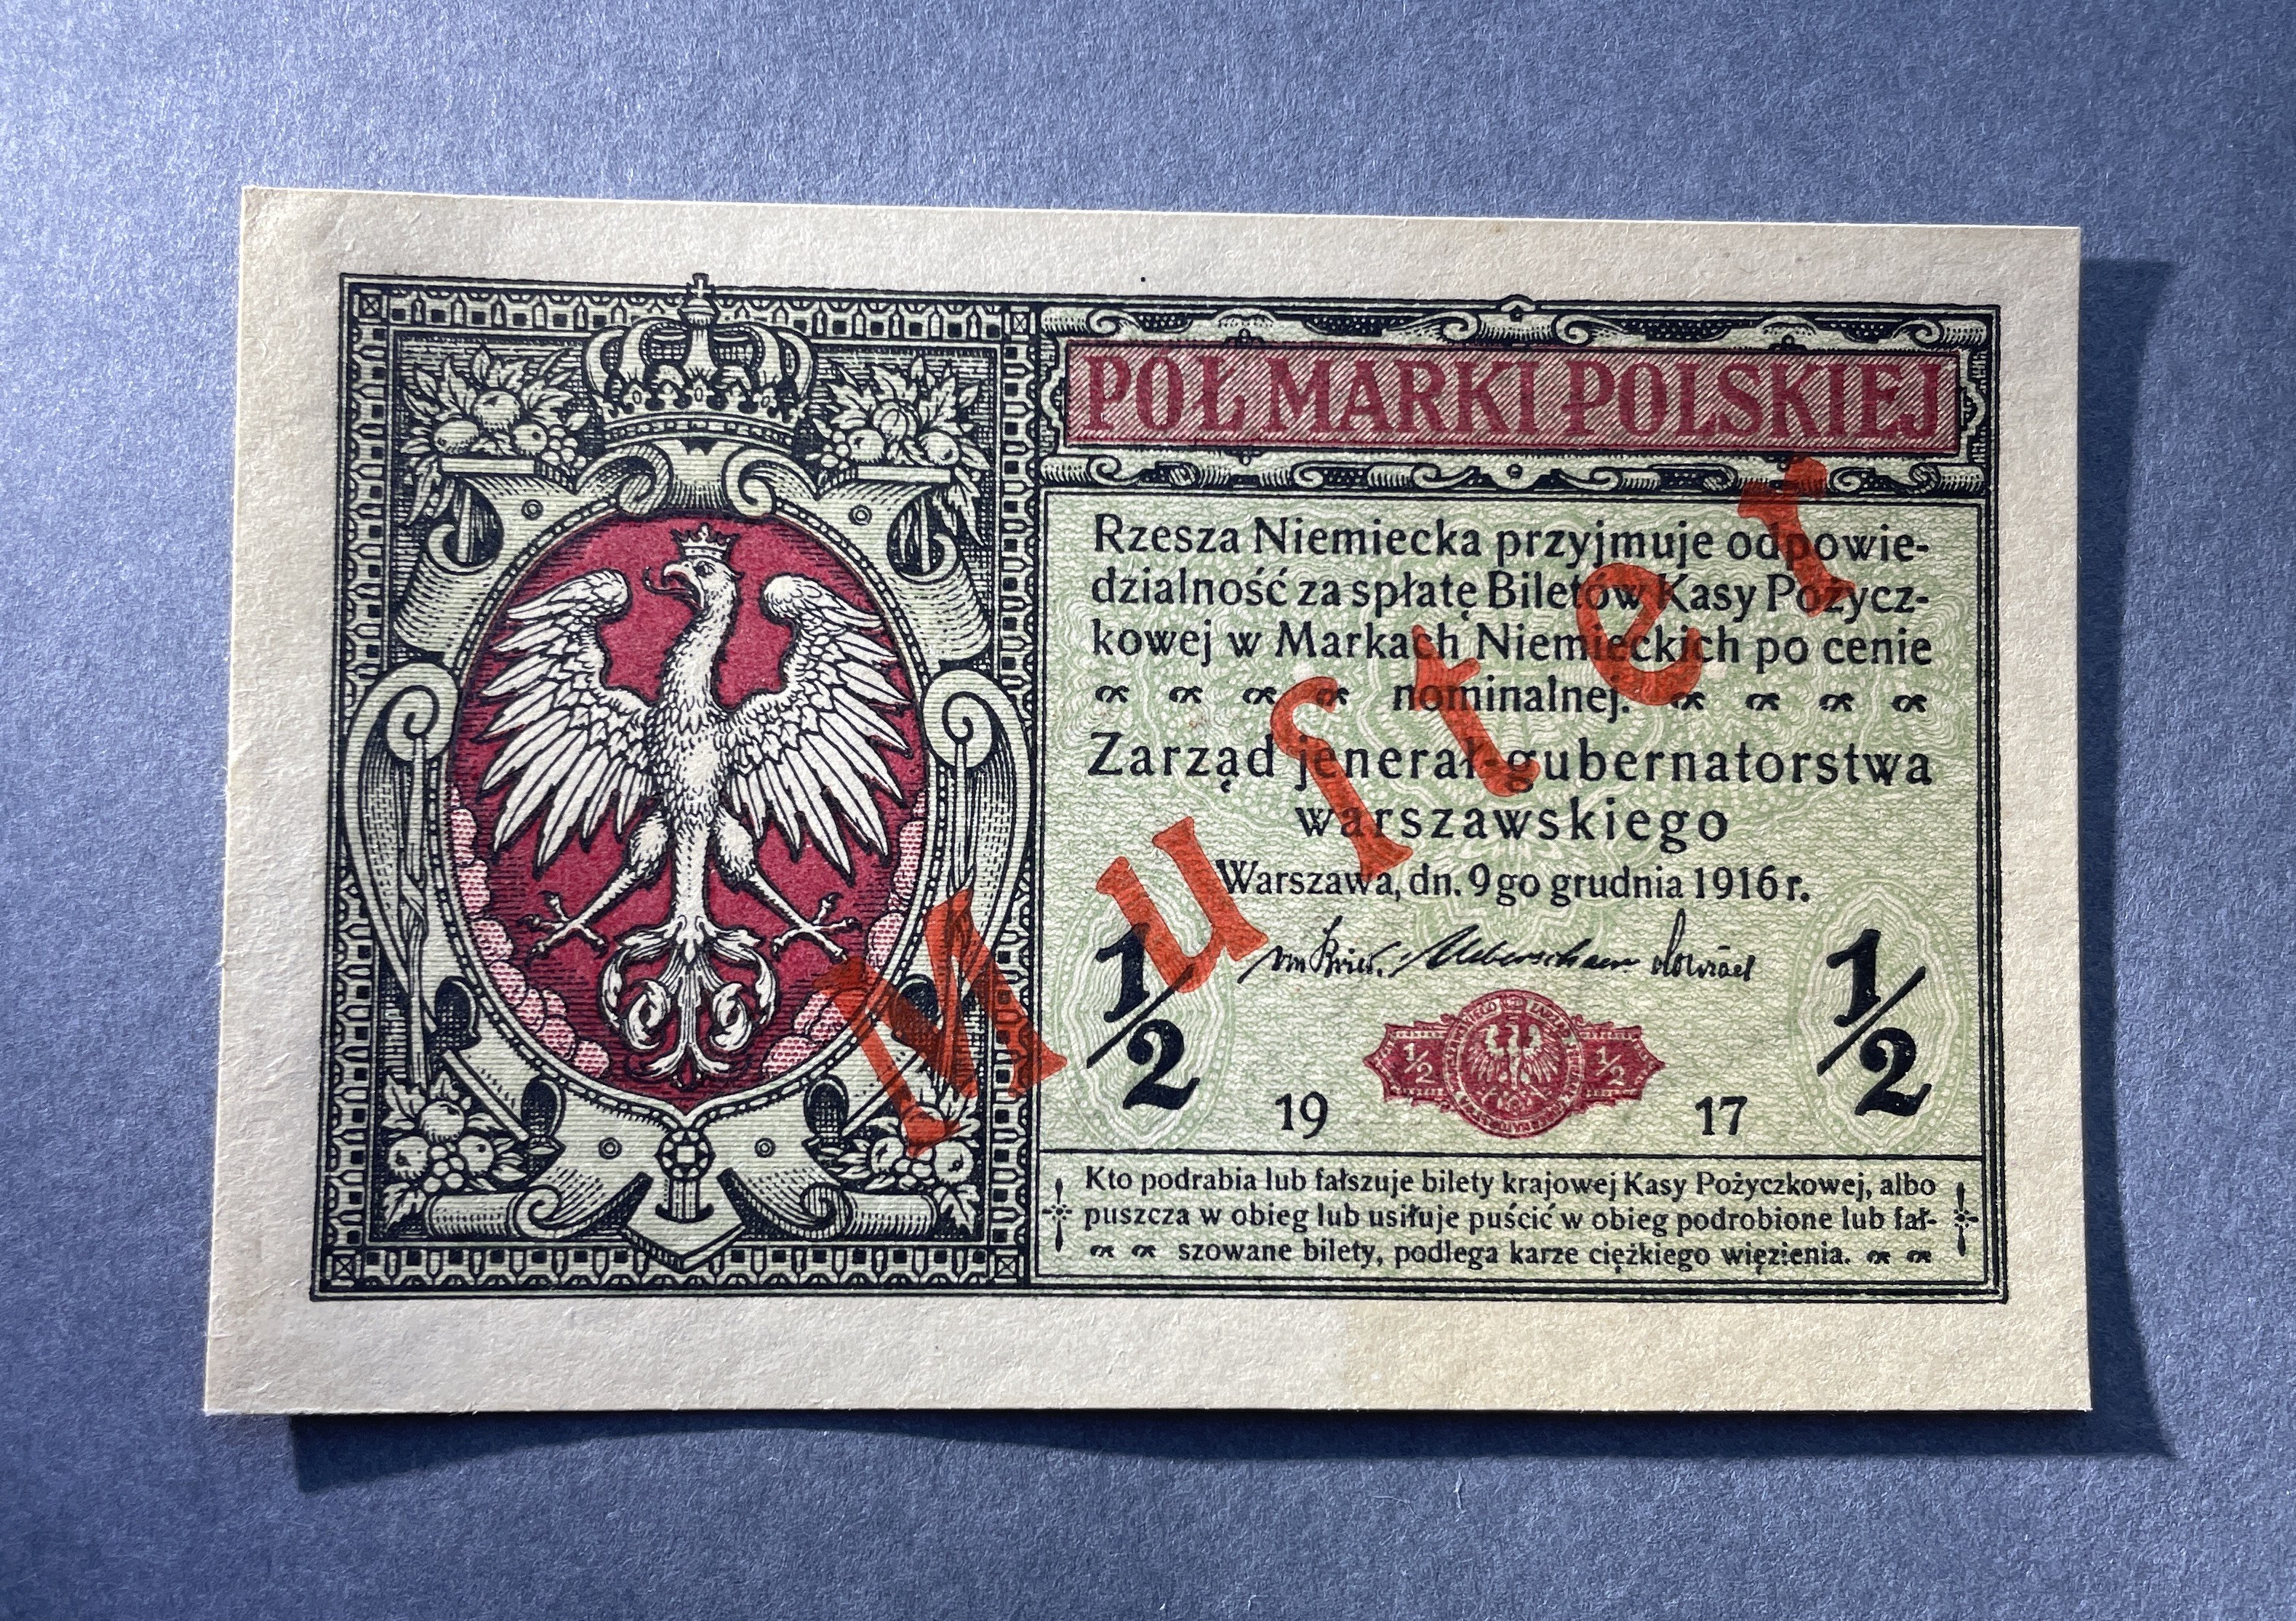 PÓŁ MARKI POLSKIEJ
Rzesza Niemiecka przyjmuje odpowie-
dzialność za spłatę Biletów Kasy Pożycz-
kowej w Markach Niemieckich po cenie
nominalnej.
Zarząd jenerał-gubernatorstwa
warszawskiego
Warszawa, dn. 9go grudnia 1916 r.
1/2
1/2
1/2
1/2
19
17
Kto podrabia lub fałszuje bilety krajowej Kasy Pożyczkowej, albo
puszcza w obieg lub usiłuje puścić w obieg podrobione lub fał-
szowane bilety, podlega karze ciężkiego więzienia.
Muſter